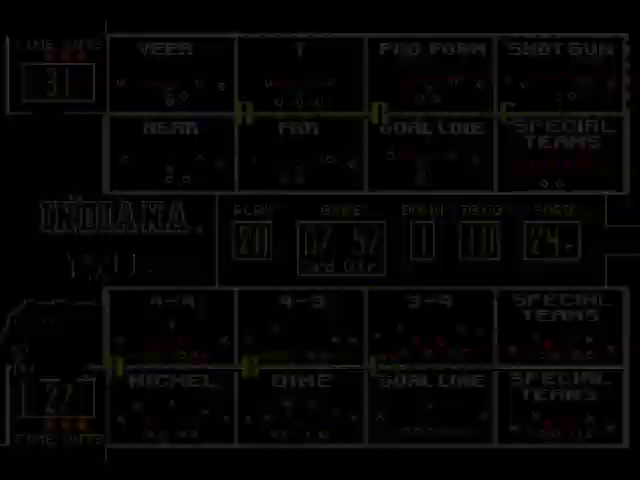 TIME OUTS
31
VEER
T
PRO FORM
SHOTGUN
A
B
C
NEAR
FAR
GOAL LINE
SPECIAL
TEAMS
INDIANA
PLAY
TIME
DOWN
TO GO
20
07:57
1
10
24
3rd Qtr
4-4
4-3
3-4
SPECIAL
TEAMS
A
B
C
NICKEL
DIME
GOAL LINE
SPECIAL
TEAMS
27
TIME OUTS